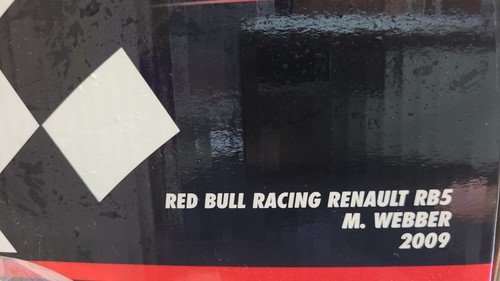 RED BULL RACING RENAULT RB5
M. WEBBER
2009